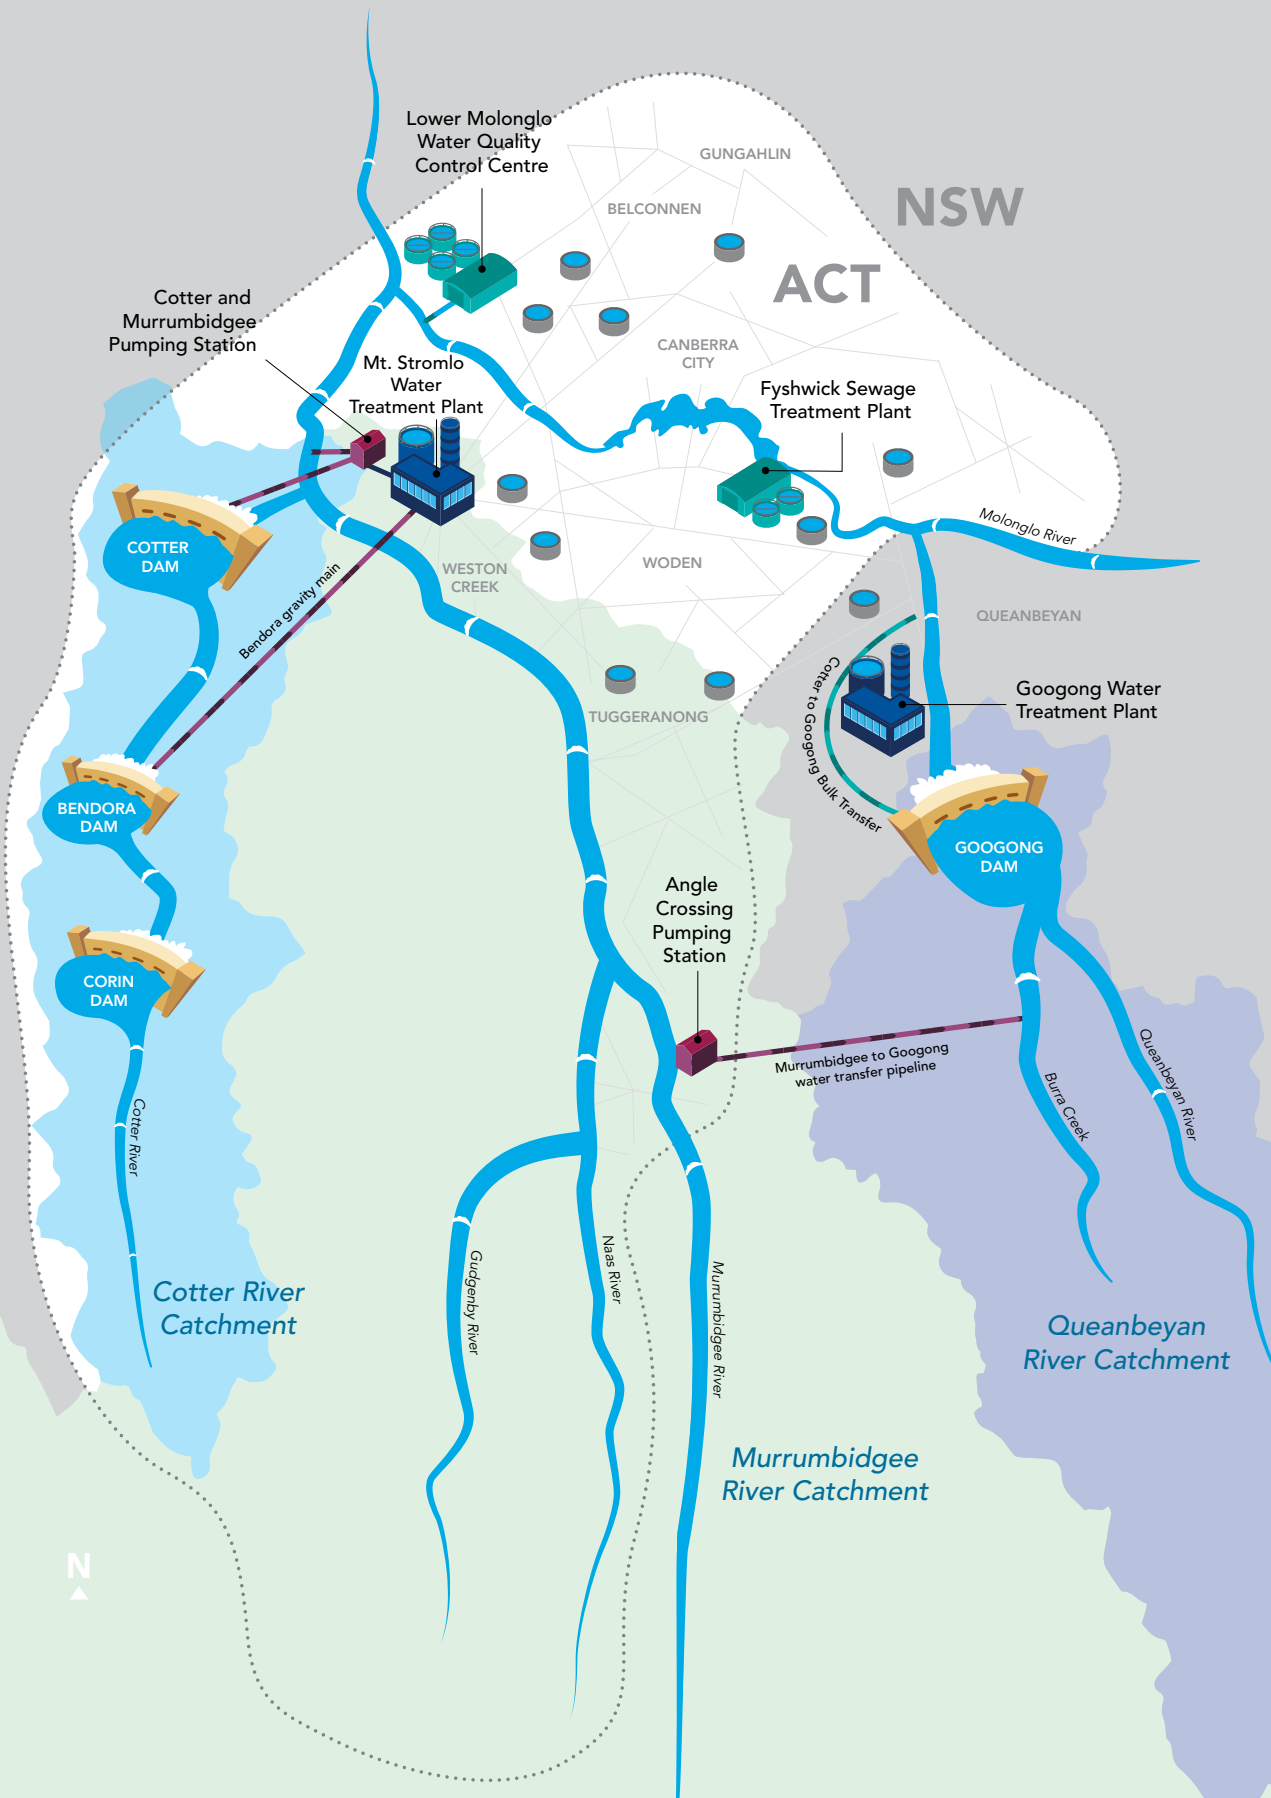 Lower Molonglo
Water Quality
Control Centre
GUNGAHLIN
BELCONNEN
NSW
ACT
Cotter and
Murrumbidgee
Pumping Station
CANBERRA
CITY
Mt. Stromlo
Water
Treatment Plant
Fyshwick Sewage
Treatment Plant
Molonglo River
COTTER
DAM
WESTON
CREEK
WODEN
Bendora gravity main
QUEANBEYAN
Cotter to Googong Bulk Transfer
Googong Water
Treatment Plant
TUGGERANONG
BENDORA
DAM
GOOGONG
DAM
Angle
Crossing
Pumping
Station
CORIN
DAM
Murrumbidgee to Googong
water transfer pipeline
Burra Creek
Queanbeyan River
Cotter River
Gudgenby River
Naas River
Murrumbidgee River
Cotter River
Catchment
Queanbeyan
River Catchment
Murrumbidgee
River Catchment
N